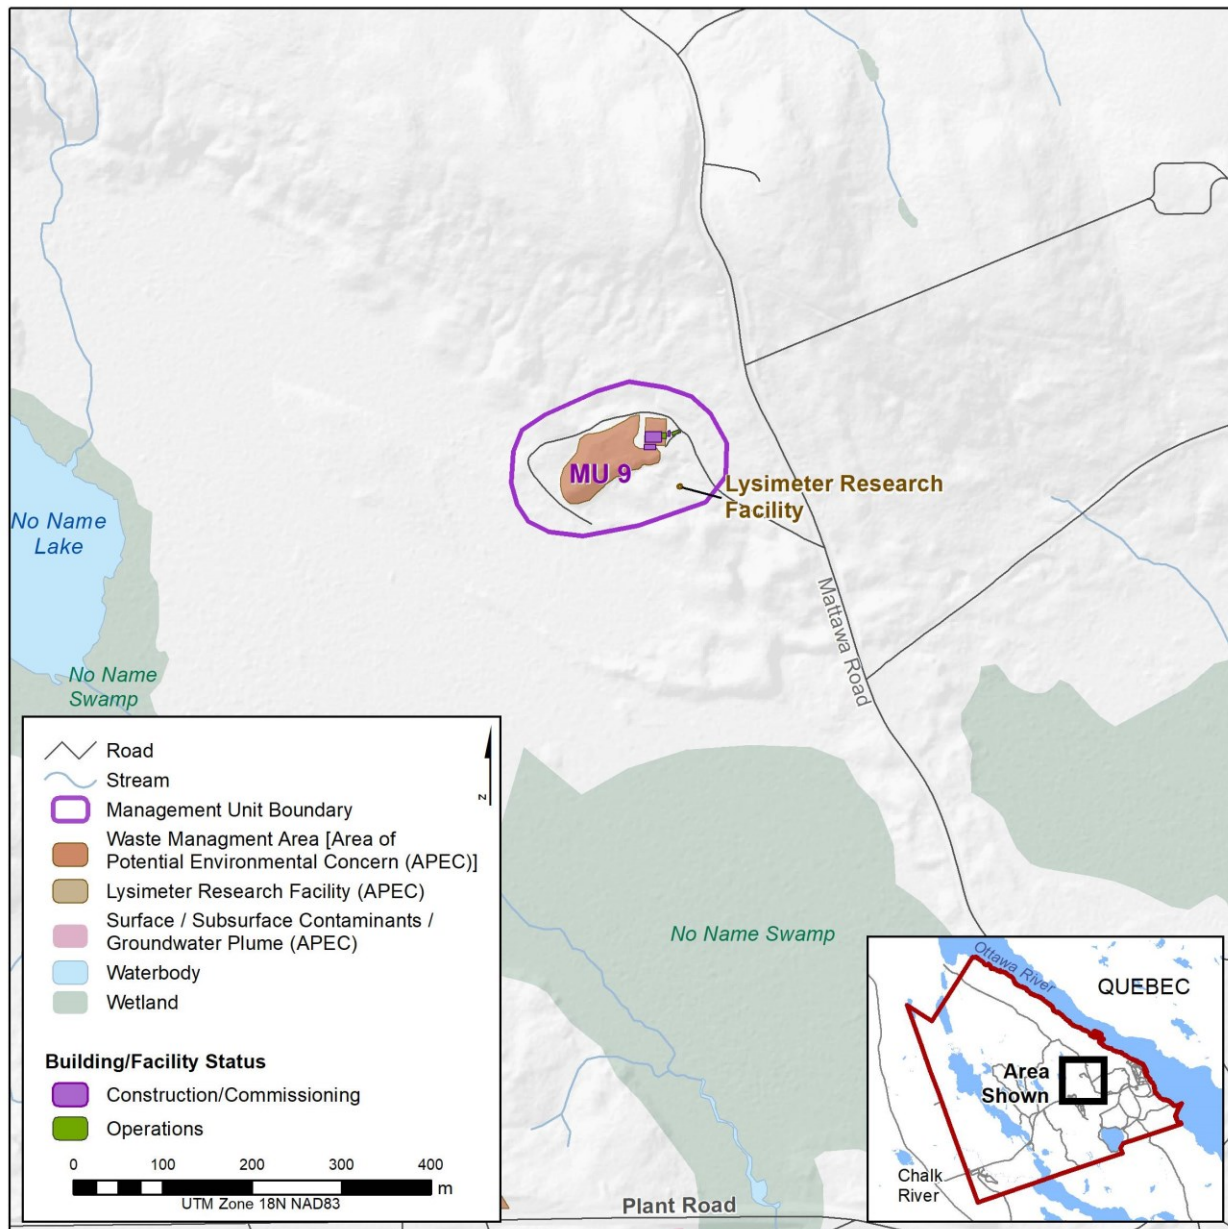 MU 9
Lysimeter Research
Facility
No Name
Lake
Mattawa Road
No Name
Swamp
No Name Swamp
Plant Road
Road
Stream
Management Unit Boundary
Waste Managment Area [Area of
Potential Environmental Concern (APEC)]
Lysimeter Research Facility (APEC)
Surface / Subsurface Contaminants /
Groundwater Plume (APEC)
Waterbody
Wetland
N
Building/Facility Status
Construction/Commissioning
Operations
0 100 200 300 400
m
UTM Zone 18N NAD83
Ottawa River
QUEBEC
Area
Shown
Chalk
River